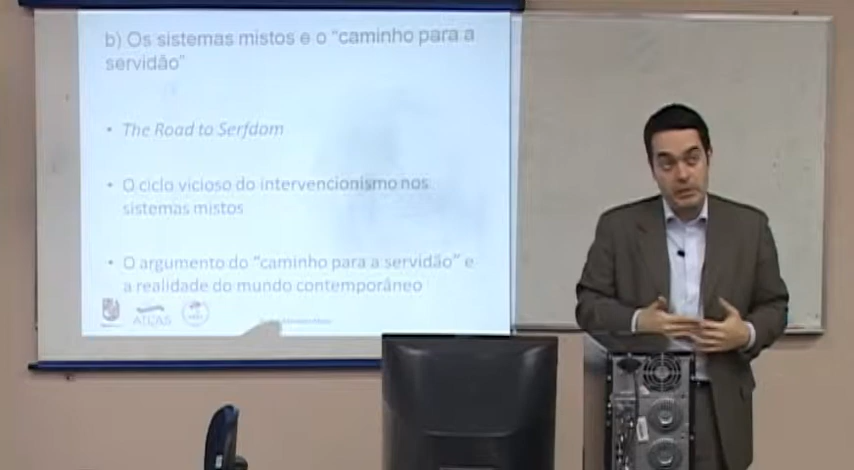 b) Os sistemas mistos e o "caminho para a
servidão"
• The Road to Serfdom
• O ciclo vicioso do intervencionismo nos
sistemas mistos
• O argumento do "caminho para a servidão" e
a realidade do mundo contemporâneo
ATLAS